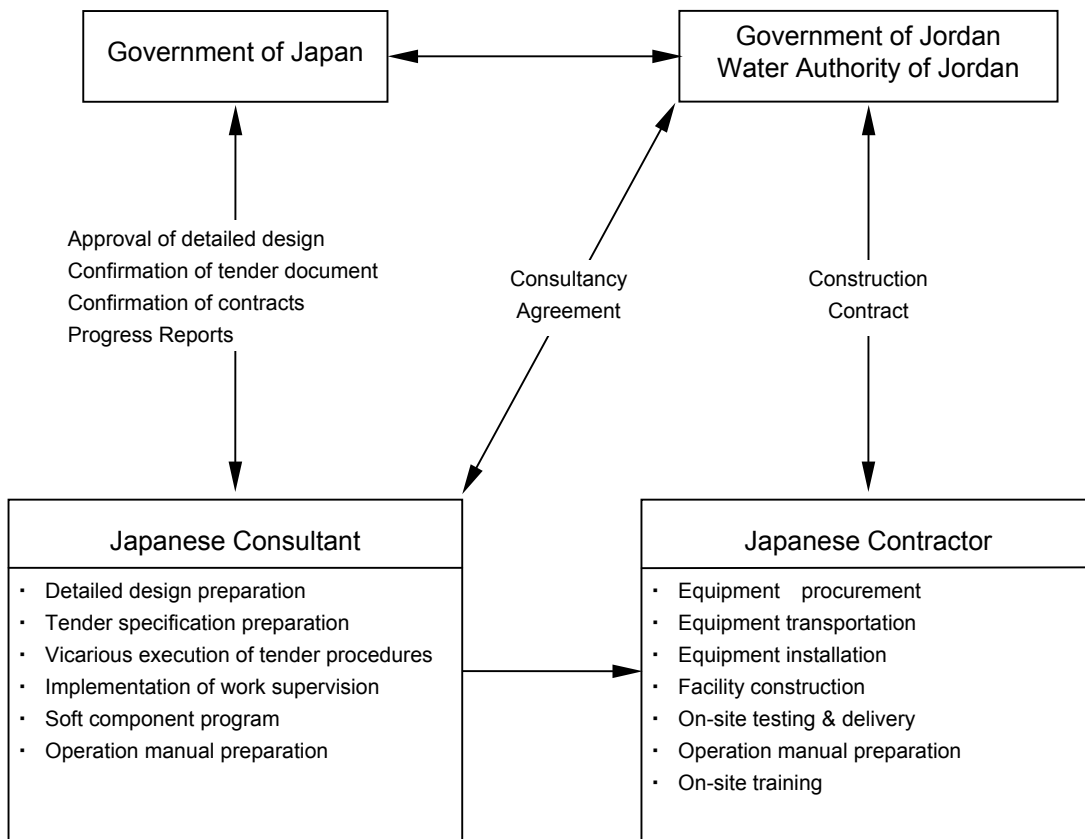 Government of Japan
Government of Jordan
Water Authority of Jordan
Approval of detailed design
Confirmation of tender document
Confirmation of contracts
Progress Reports
Consultancy
Agreement
Construction
Contract
Japanese Consultant
・ Detailed design preparation
・ Tender specification preparation
・ Vicarious execution of tender procedures
・ Implementation of work supervision
・ Soft component program
・ Operation manual preparation
Japanese Contractor
・ Equipment procurement
・ Equipment transportation
・ Equipment installation
・ Facility construction
・ On-site testing & delivery
・ Operation manual preparation
・ On-site training